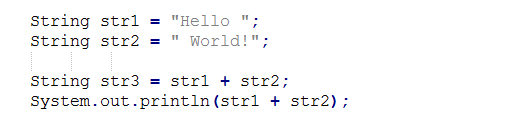 String str1 = "Hello ";
String str2 = " World!";
String str3 = str1 + str2;
System.out.println(str1 + str2);